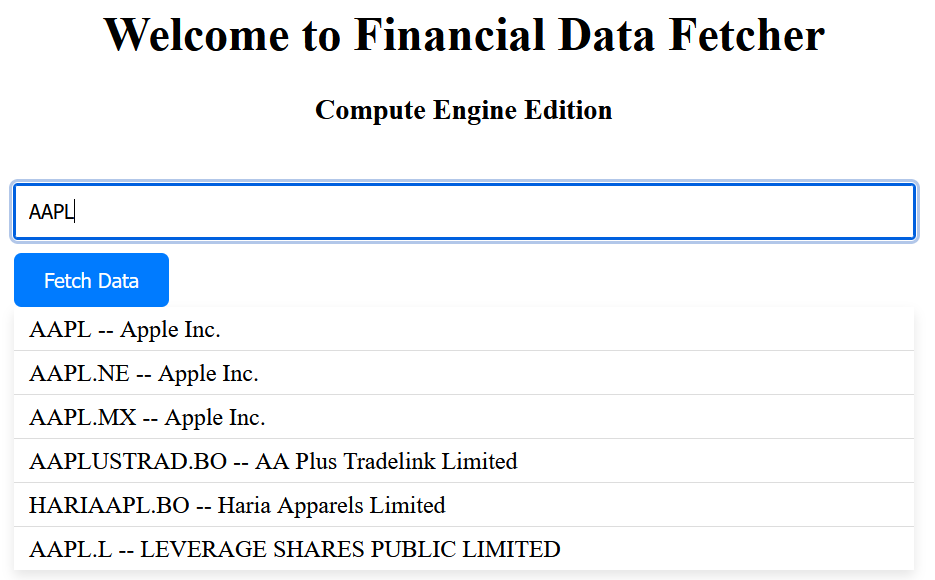 Welcome to Financial Data Fetcher
Compute Engine Edition
AAPL
Fetch Data
AAPL -- Apple Inc.
AAPL.NE -- Apple Inc.
AAPL.MX -- Apple Inc.
AAPLUSTRAD.BO -- AA Plus Tradelink Limited
HARIAAPL.BO -- Haria Apparels Limited
AAPL.L -- LEVERAGE SHARES PUBLIC LIMITED